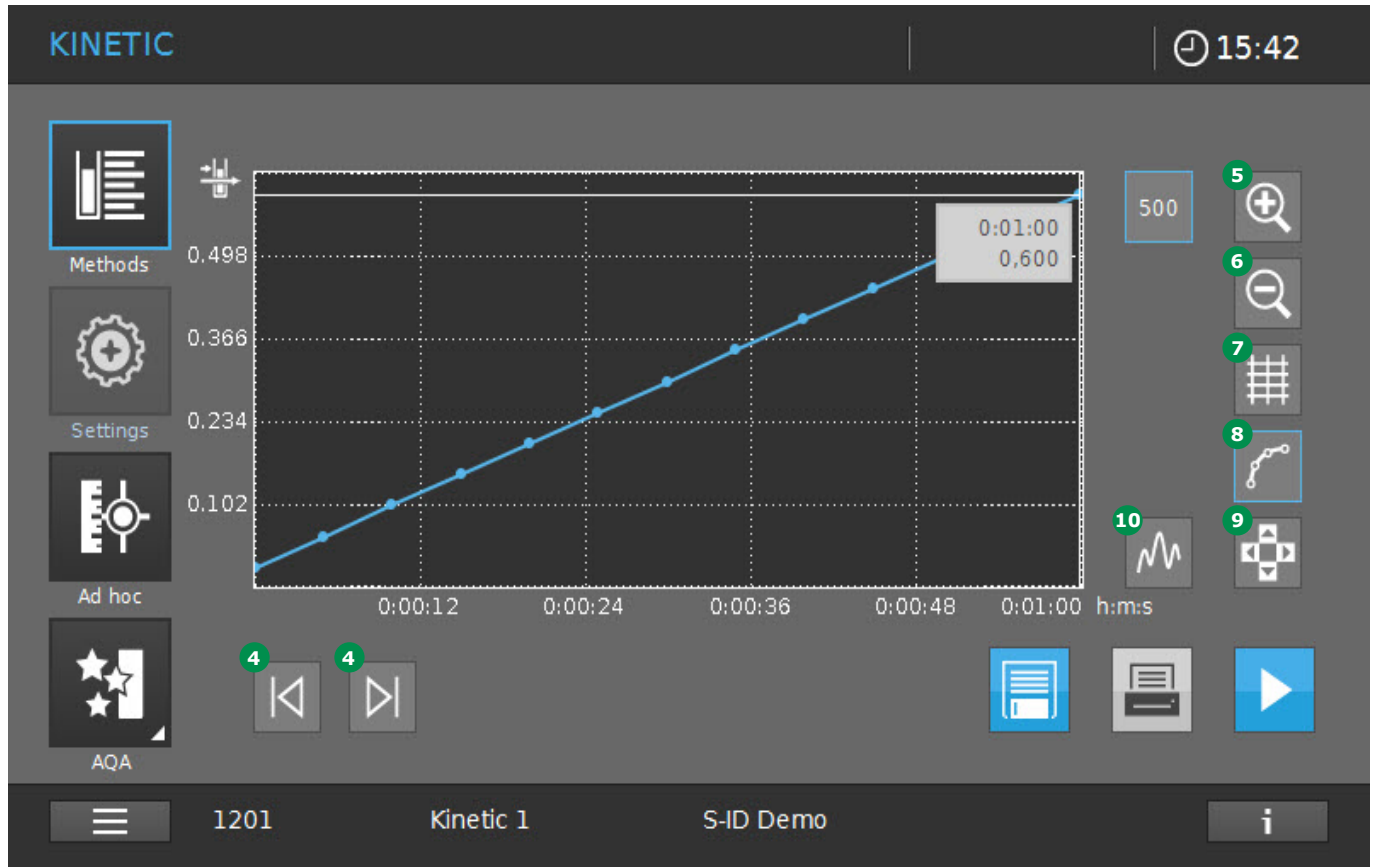 KINETIC
15:42
Methods
Settings
Ad hoc
AQA
0.498
0.366
0.234
0.102
0:01:00
0,600
0:00:12 0:00:24 0:00:36 0:00:48 0:01:00 h:m:s
500
5
6
7
8
10 9
4 4
1201 Kinetic 1 S-ID Demo i